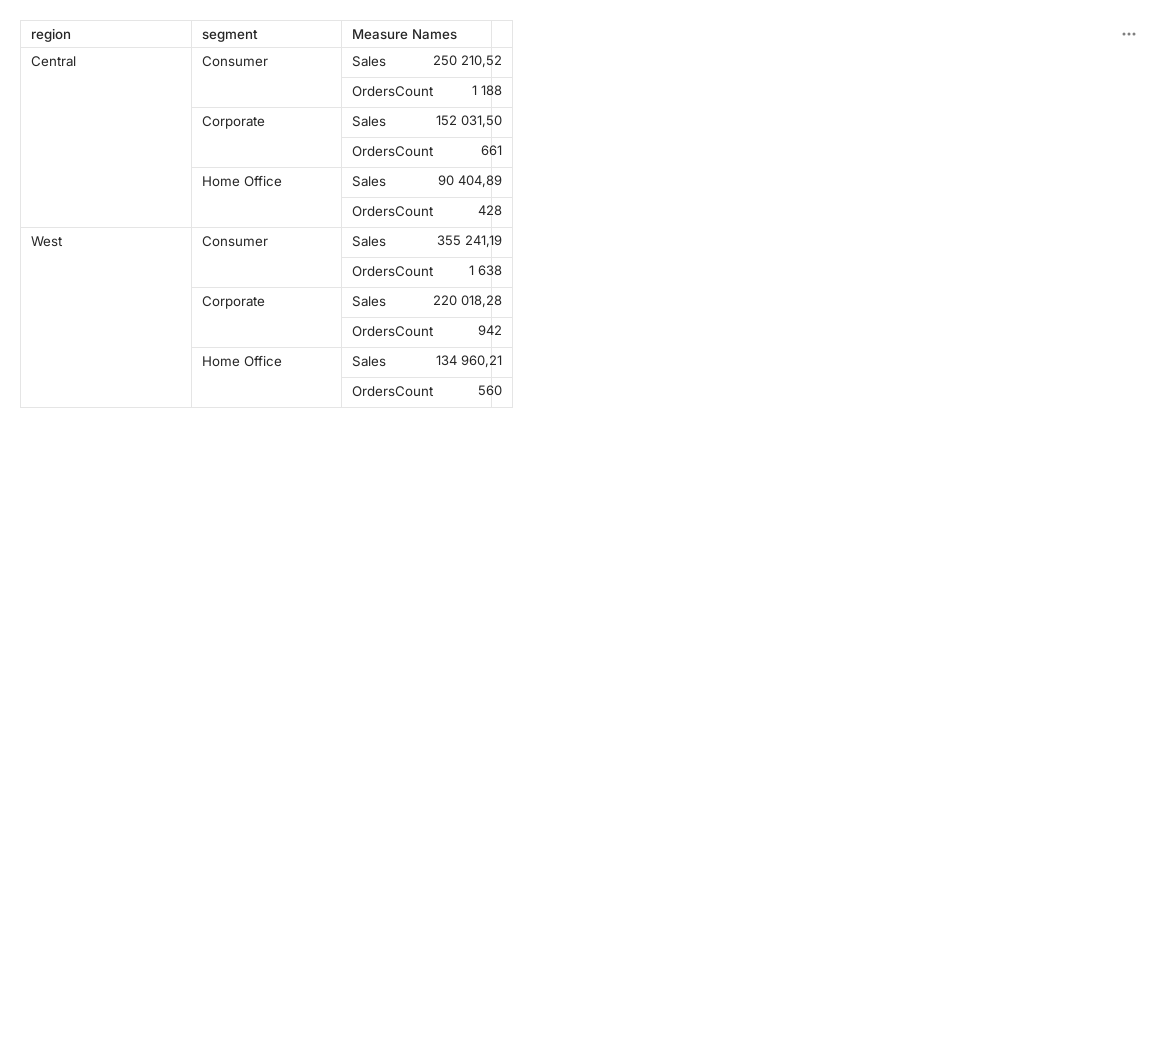 region segment Measure Names
Central Consumer Sales 250 210,52
OrdersCount 1 188
Corporate Sales 152 031,50
OrdersCount 661
Home Office Sales 90 404,89
OrdersCount 428
West Consumer Sales 355 241,19
OrdersCount 1 638
Corporate Sales 220 018,28
OrdersCount 942
Home Office Sales 134 960,21
OrdersCount 560